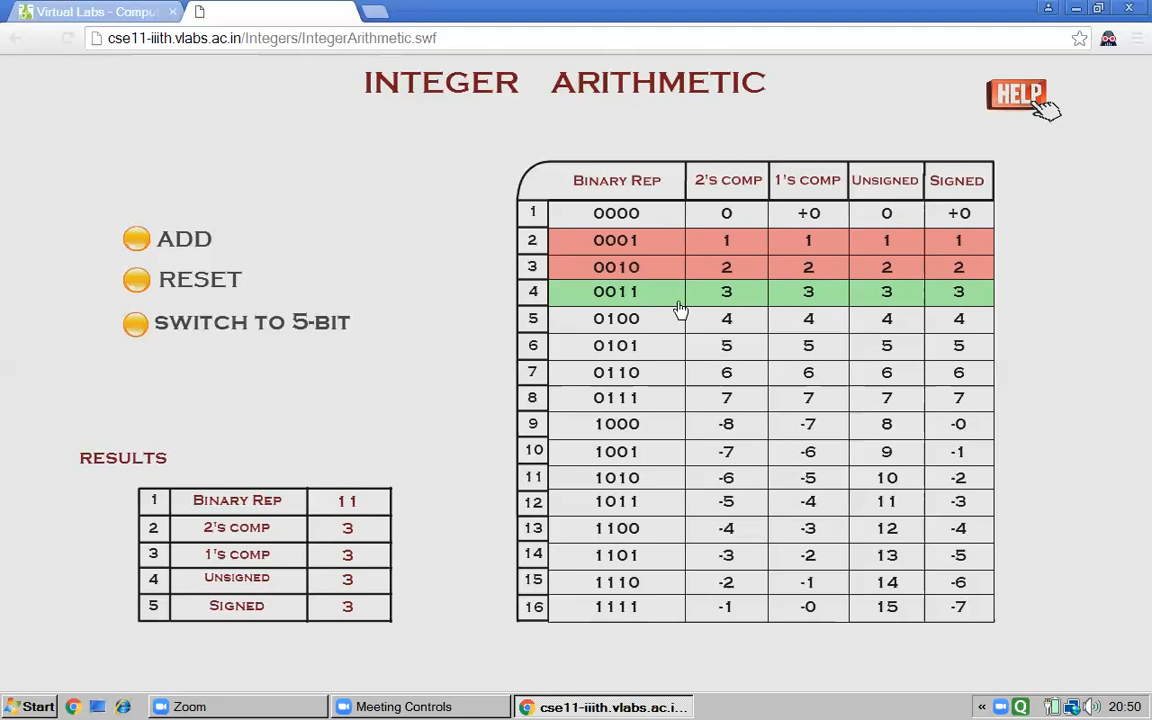 Virtual Labs - Comput
cse11-iiith.vlabs.ac.in/Integers/IntegerArithmetic.swf
INTEGER ARITHMETIC
HELP
ADD
RESET
SWITCH TO 5-BIT
BINARY REP 2'S COMP 1'S COMP UNSIGNED SIGNED
1 0000 0 +0 0 +0
2 0001 1 1 1 1
3 0010 2 2 2 2
4 0011 3 3 3 3
5 0100 4 4 4 4
6 0101 5 5 5 5
7 0110 6 6 6 6
8 0111 7 7 7 7
9 1000 -8 -7 8 -0
10 1001 -7 -6 9 -1
11 1010 -6 -5 10 -2
12 1011 -5 -4 11 -3
13 1100 -4 -3 12 -4
14 1101 -3 -2 13 -5
15 1110 -2 -1 14 -6
16 1111 -1 -0 15 -7
RESULTS
1 BINARY REP 11
2 2'S COMP 3
3 1'S COMP 3
4 UNSIGNED 3
5 SIGNED 3
Start Zoom Meeting Controls cse11-iiith.vlabs.ac.i... « 20:50